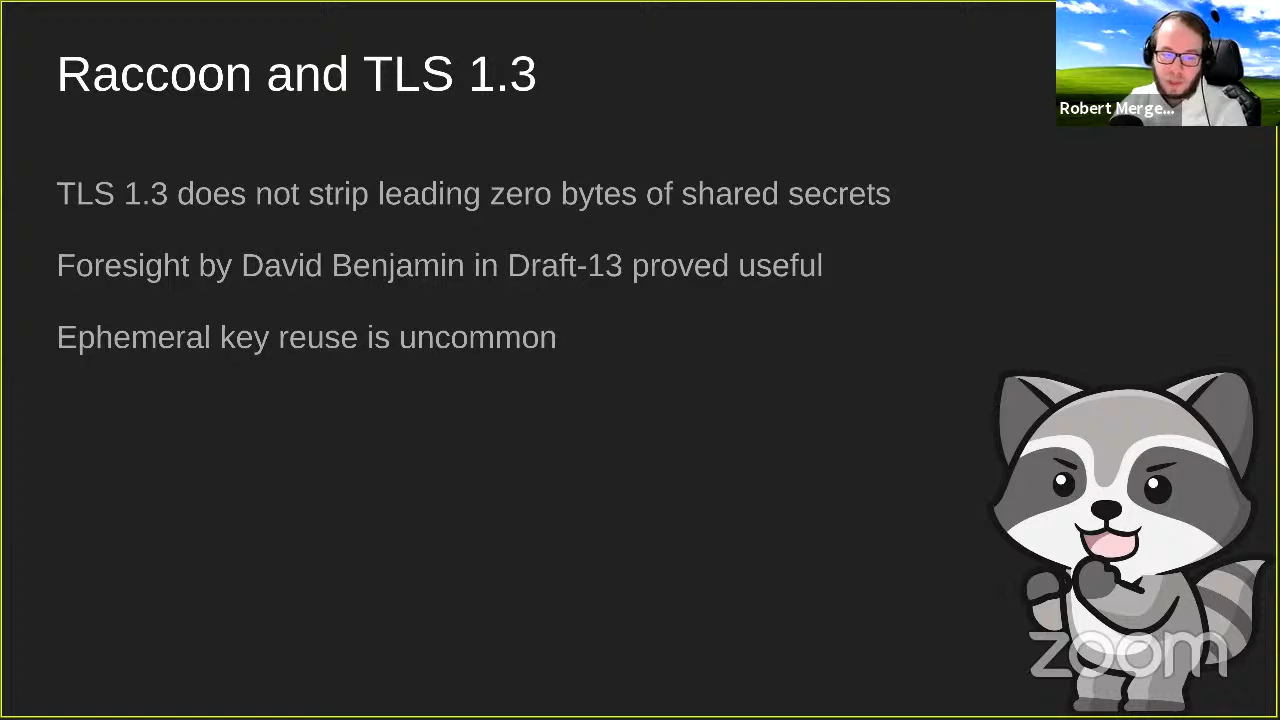 Raccoon and TLS 1.3
Robert Merge...
TLS 1.3 does not strip leading zero bytes of shared secrets
Foresight by David Benjamin in Draft-13 proved useful
Ephemeral key reuse is uncommon
zoom